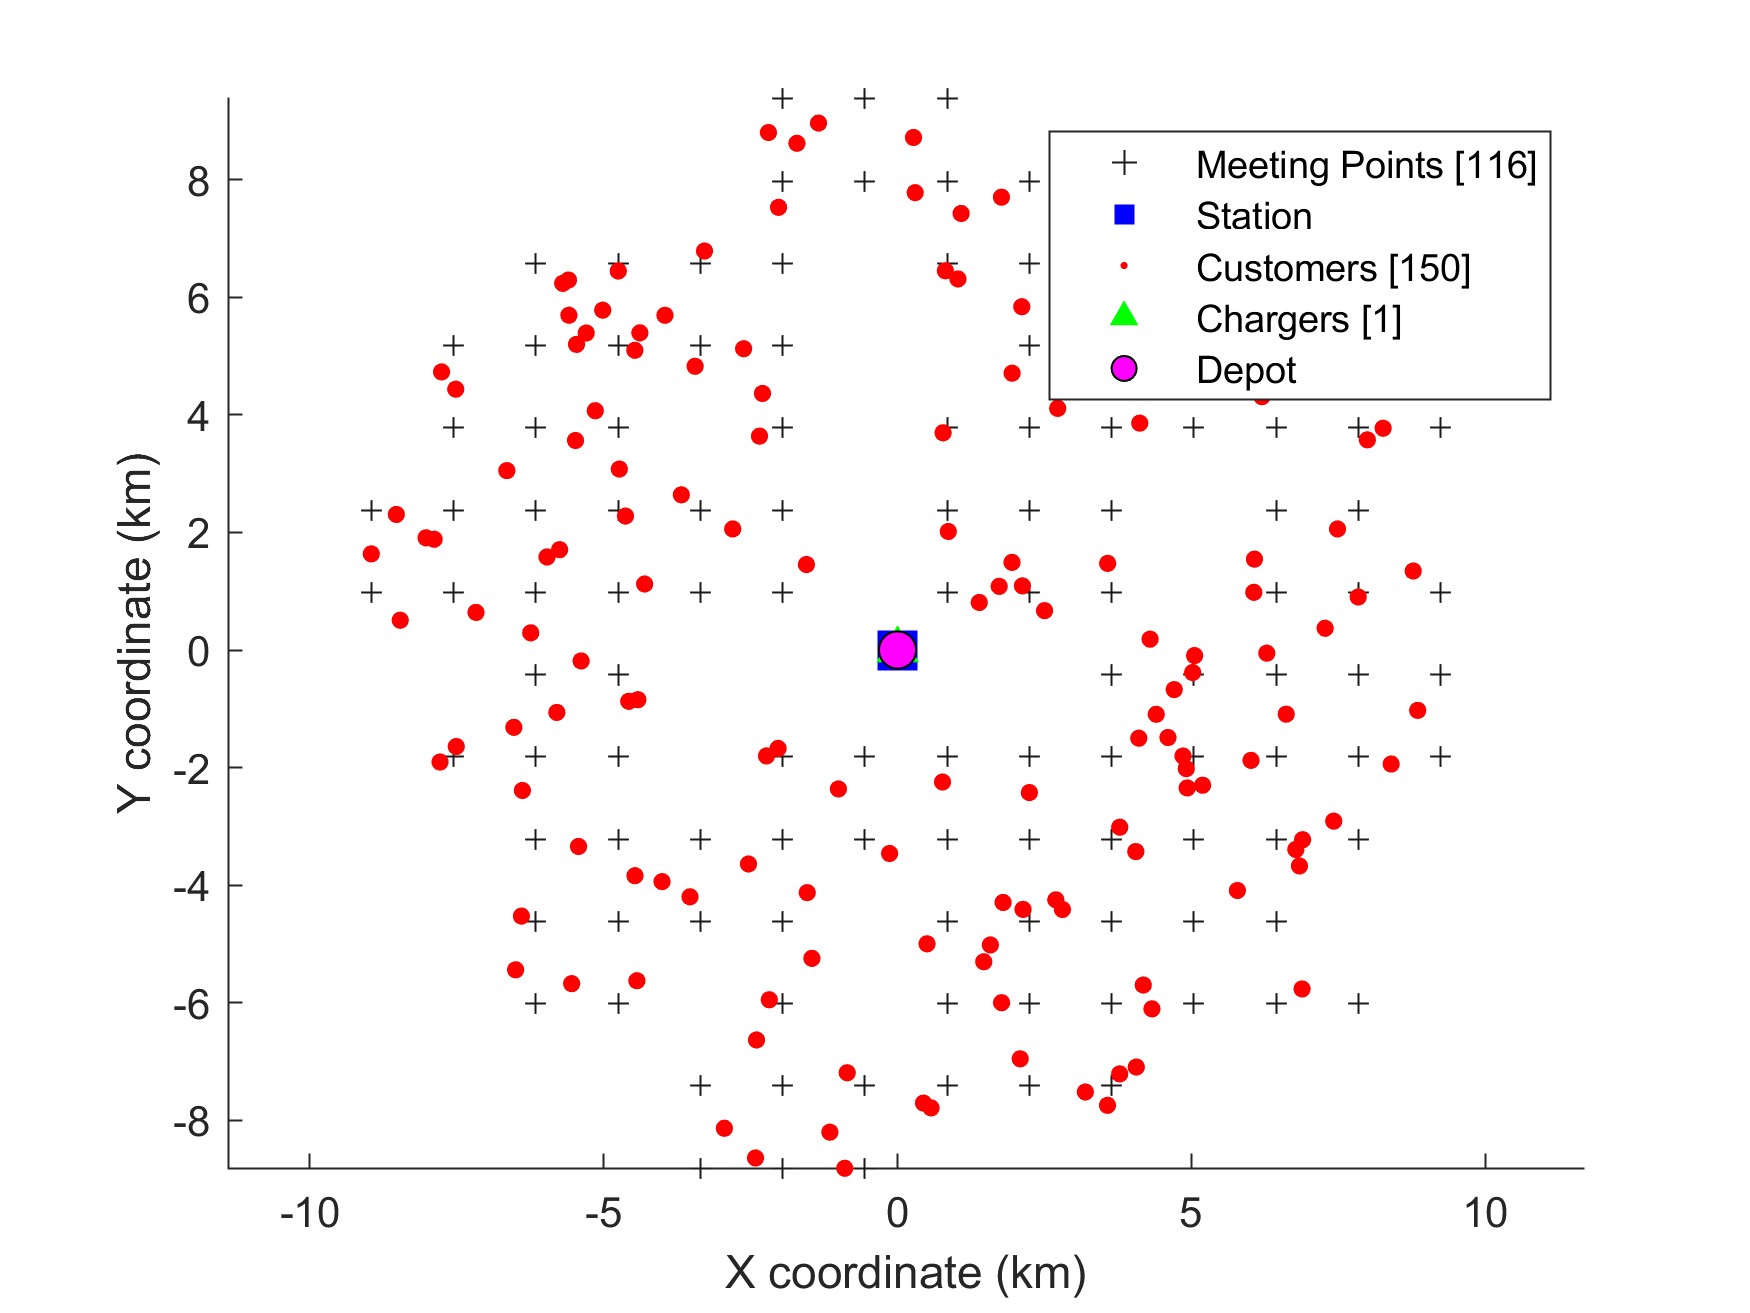 8
6
4
2
0
-2
-4
-6
-8
-10
-5
0
5
10
X coordinate (km)
Y coordinate (km)
Meeting Points [116]
Station
Customers [150]
Chargers [1]
Depot